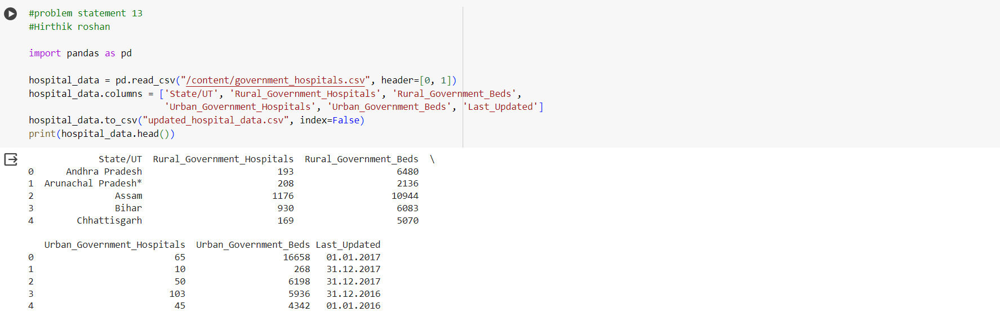 #problem statement 13
#Hirthik roshan
import pandas as pd
hospital_data = pd.read_csv("/content/government_hospitals.csv", header=[0, 1])
hospital_data.columns = ['State/UT', 'Rural_Government_Hospitals', 'Rural_Government_Beds',
'Urban_Government_Hospitals', 'Urban_Government_Beds', 'Last_Updated']
hospital_data.to_csv("updated_hospital_data.csv", index=False)
print(hospital_data.head())
State/UT Rural_Government_Hospitals Rural_Government_Beds \
0 Andhra Pradesh 193 6480
1 Arunachal Pradesh* 208 2136
2 Assam 1176 10944
3 Bihar 930 6083
4 Chhattisgarh 169 5070
Urban_Government_Hospitals Urban_Government_Beds Last_Updated
0 65 16658 01.01.2017
1 10 268 31.12.2017
2 50 6198 31.12.2017
3 103 5936 31.12.2016
4 45 4342 01.01.2016